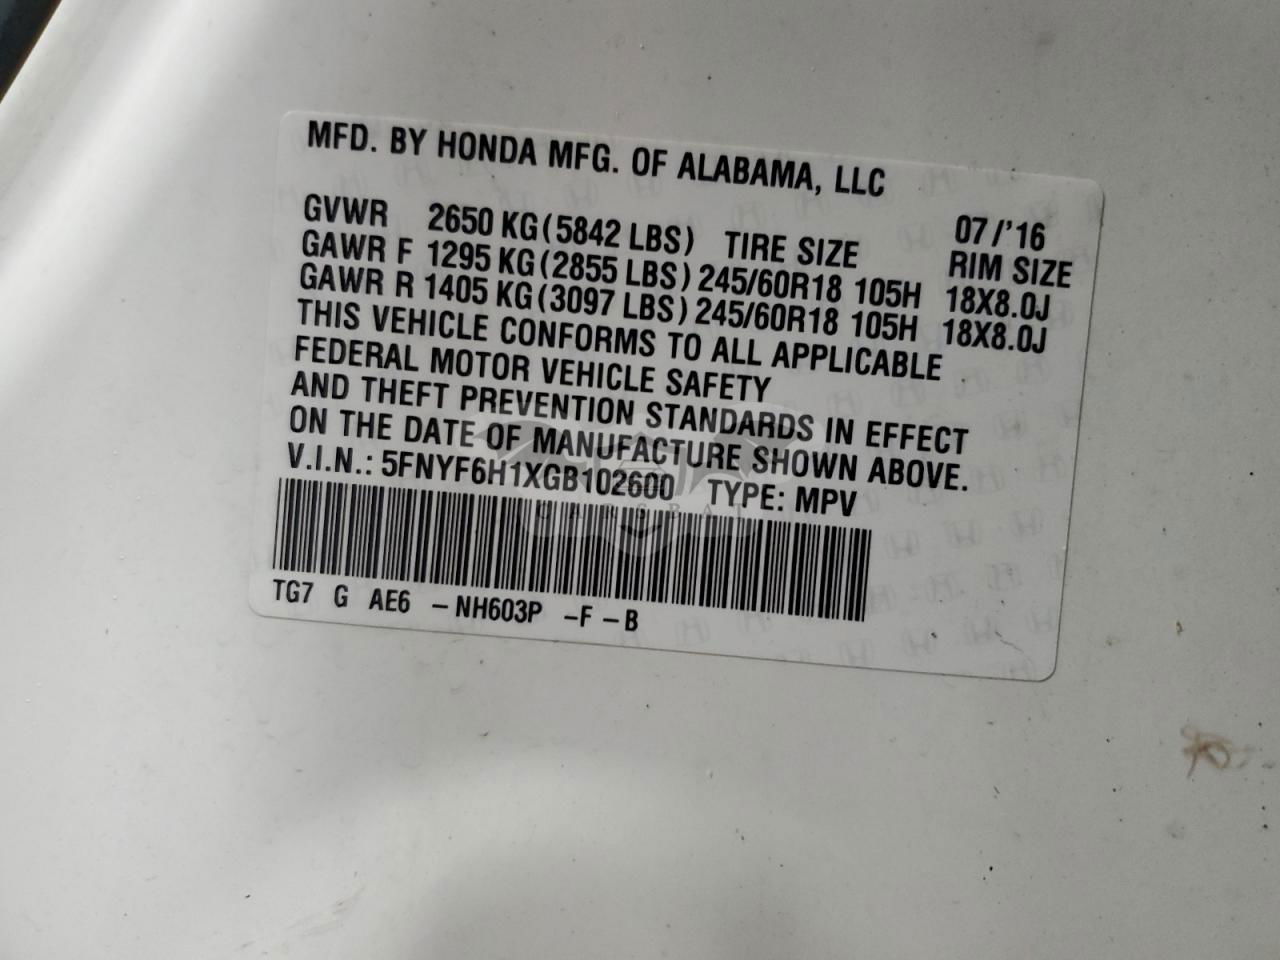 MFD. BY HONDA MFG. OF ALABAMA, LLC
07/'16
GVWR 2650 KG(5842 LBS) TIRE SIZE RIM SIZE
GAWR F 1295 KG(2855 LBS) 245/60R18 105H 18X8.0J
GAWR R 1405 KG(3097 LBS) 245/60R18 105H 18X8.0J
THIS VEHICLE CONFORMS TO ALL APPLICABLE
FEDERAL MOTOR VEHICLE SAFETY
AND THEFT PREVENTION STANDARDS IN EFFECT
ON THE DATE OF MANUFACTURE SHOWN ABOVE.
V.I.N.: 5FNYF6H1XGB102600 TYPE: MPV
CARSBAT
TG7 G AE6 -NH603P -F-B